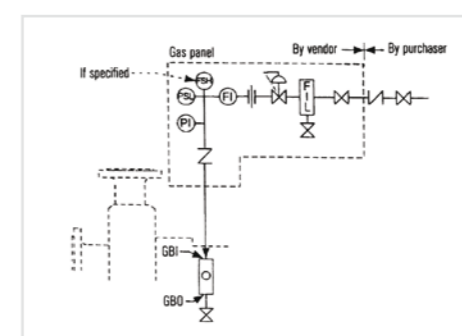 Gas panel
By vendor
By purchaser
If specified
FSH
PSL
FI
FIL
PI
GBI
GBO